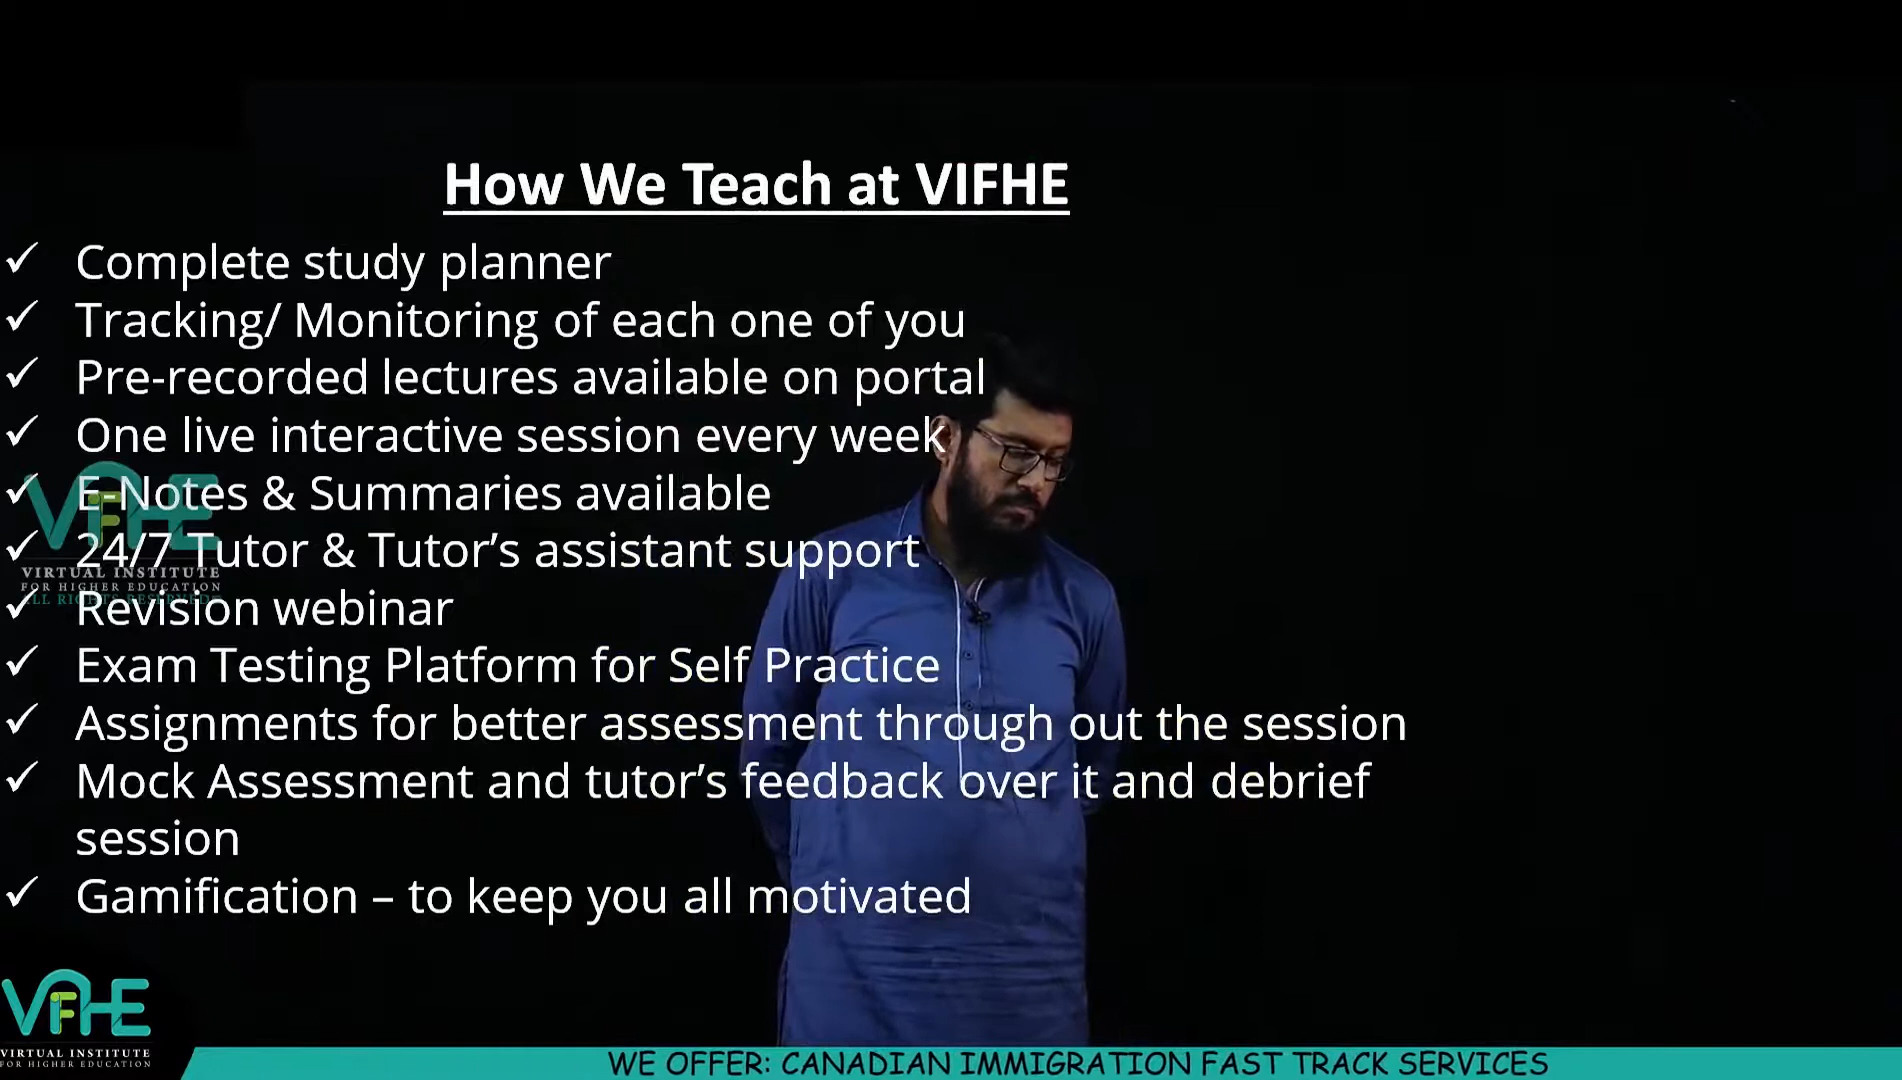 How We Teach at VIFHE
✓ Complete study planner
✓ Tracking/ Monitoring of each one of you
✓ Pre-recorded lectures available on portal
✓ One live interactive session every week
✓ E-Notes & Summaries available
✓ 24/7 Tutor & Tutor’s assistant support
✓ Revision webinar
✓ Exam Testing Platform for Self Practice
✓ Assignments for better assessment through out the session
✓ Mock Assessment and tutor’s feedback over it and debrief
session
✓ Gamification – to keep you all motivated
VIFHE
VIRTUAL INSTITUTE
FOR HIGHER EDUCATION
ALL RIGHTS RESERVED
VIFHE
VIRTUAL INSTITUTE
FOR HIGHER EDUCATION
WE OFFER: CANADIAN IMMIGRATION FAST TRACK SERVICES